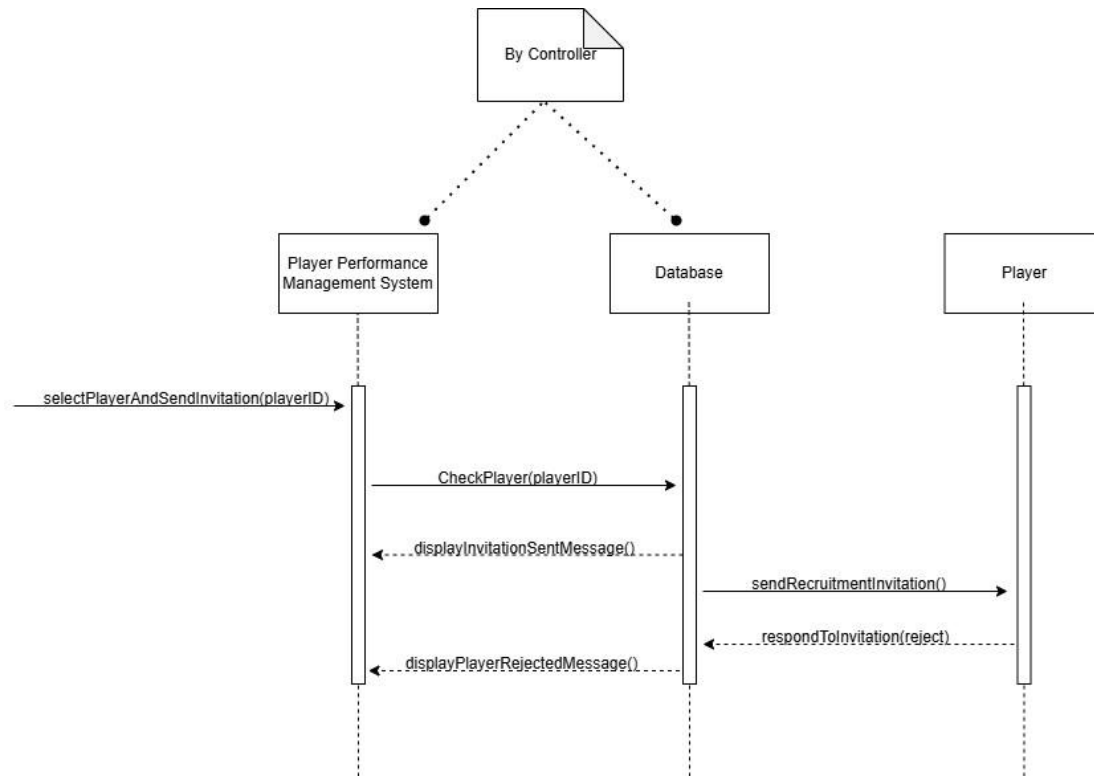 By Controller
Player Performance
Management System
Database
Player
selectPlayerAndSendInvitation(playerID)
CheckPlayer(playerID)
displayInvitationSentMessage()
sendRecruitmentInvitation()
respondToInvitation(reject)
displayPlayerRejectedMessage()